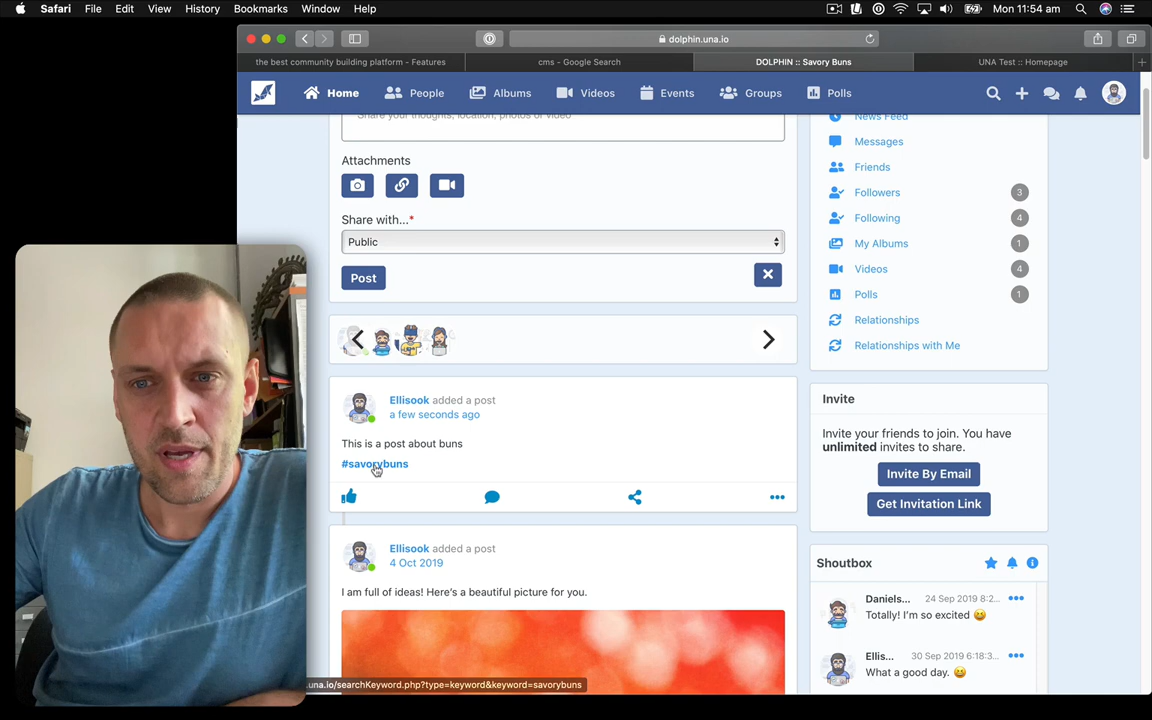 Safari File Edit View History Bookmarks Window Help Mon 11:54 am
dolphin.una.io
the best community building platform - Features cms - Google Search DOLPHIN :: Savory Buns UNA Test :: Homepage
Home People Albums Videos Events Groups Polls
Share your thoughts, location, photos or video
Attachments
Share with...*
Public
Post
Ellisook added a post
a few seconds ago
This is a post about buns
#savorybuns
Ellisook added a post
4 Oct 2019
I am full of ideas! Here's a beautiful picture for you.
News Feed
Messages
Friends
Followers 3
Following 4
My Albums 1
Videos 4
Polls 1
Relationships
Relationships with Me
Invite
Invite your friends to join. You have
unlimited invites to share.
Invite By Email
Get Invitation Link
Shoutbox
Daniels... 24 Sep 2019 8:2...
Totally! I'm so excited
Ellis... 30 Sep 2019 6:18:3...
What a good day.
.una.io/searchKeyword.php?type=keyword&keyword=savorybuns